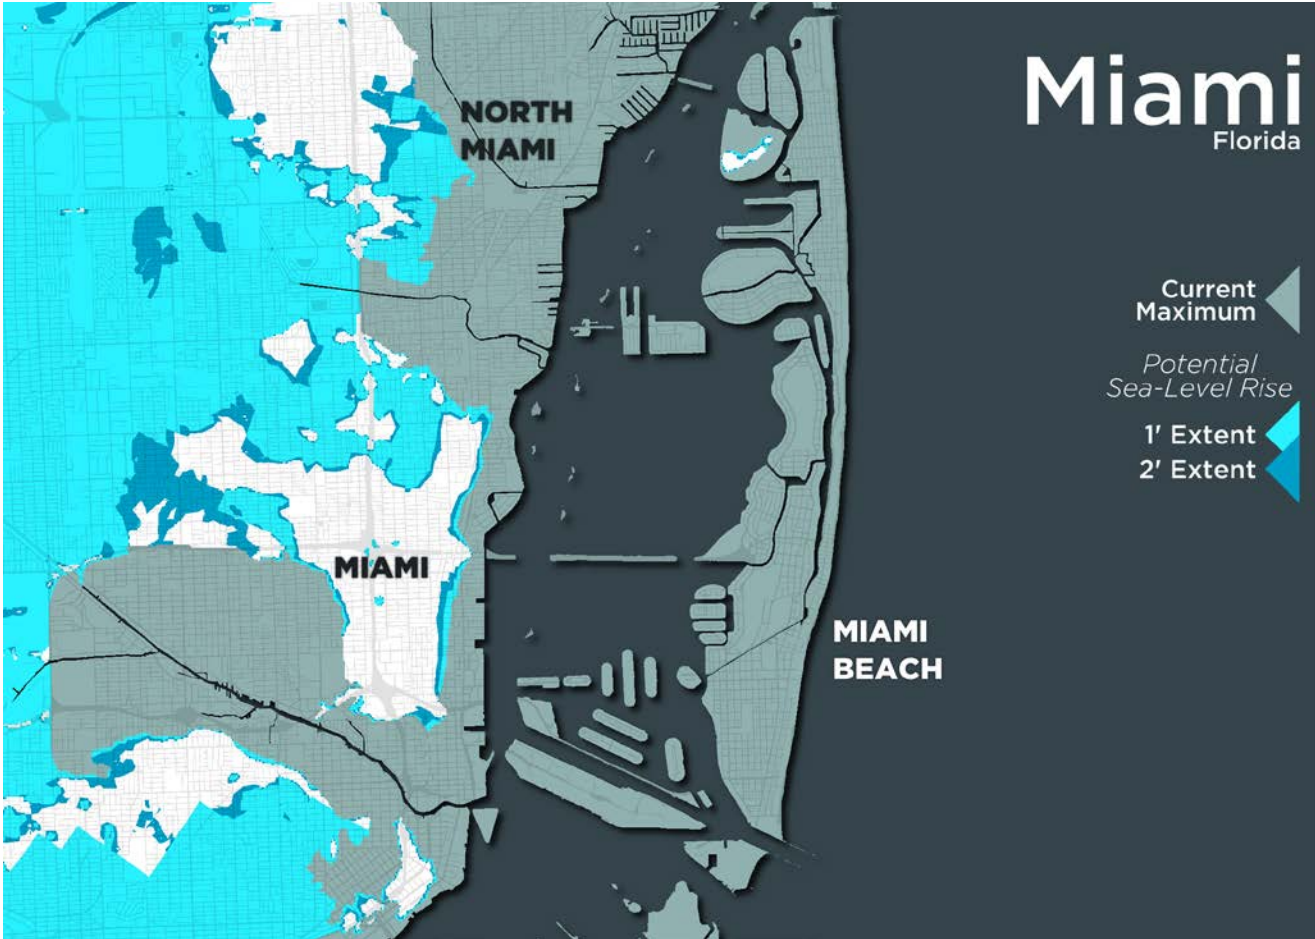 Miami
Florida
NORTH
MIAMI
Current
Maximum
Potential
Sea-Level Rise
1' Extent
2' Extent
MIAMI
MIAMI
BEACH